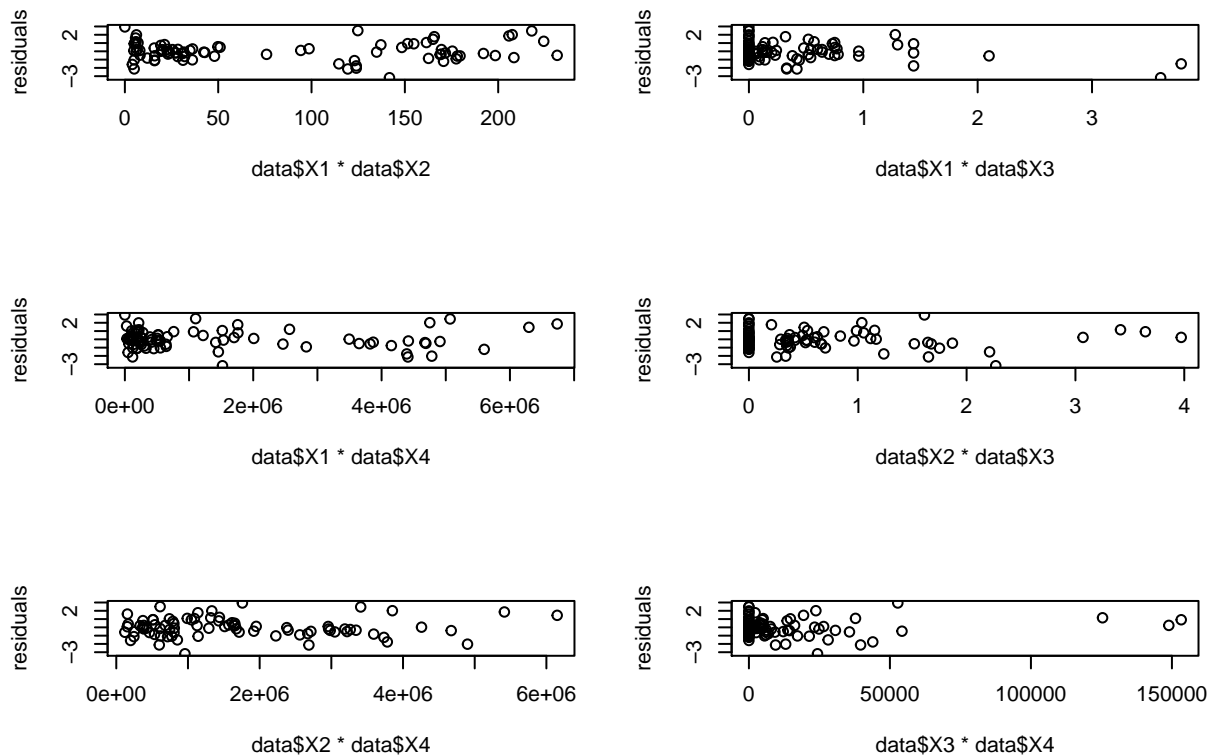 residuals
2
-3
0 50 100 150 200
data$X1 * data$X2
residuals
2
-3
0 1 2 3
data$X1 * data$X3
residuals
2
-3
0e+00 2e+06 4e+06 6e+06
data$X1 * data$X4
residuals
2
-3
0 1 2 3 4
data$X2 * data$X3
residuals
2
-3
0e+00 2e+06 4e+06 6e+06
data$X2 * data$X4
residuals
2
-3
0 50000 100000 150000
data$X3 * data$X4